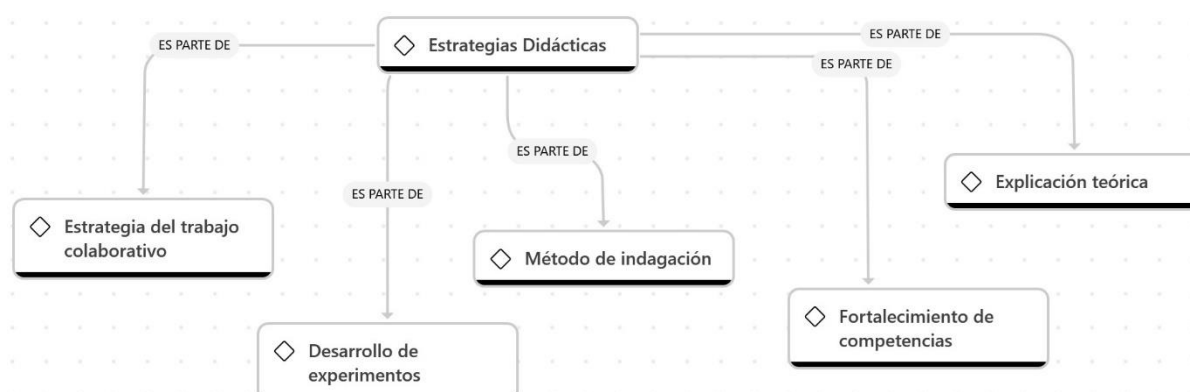 Estrategias Didácticas
ES PARTE DE
ES PARTE DE
ES PARTE DE
ES PARTE DE
ES PARTE DE
Explicación teórica
Estrategia del trabajo
colaborativo
Método de indagación
Fortalecimiento de
competencias
Desarrollo de
experimentos